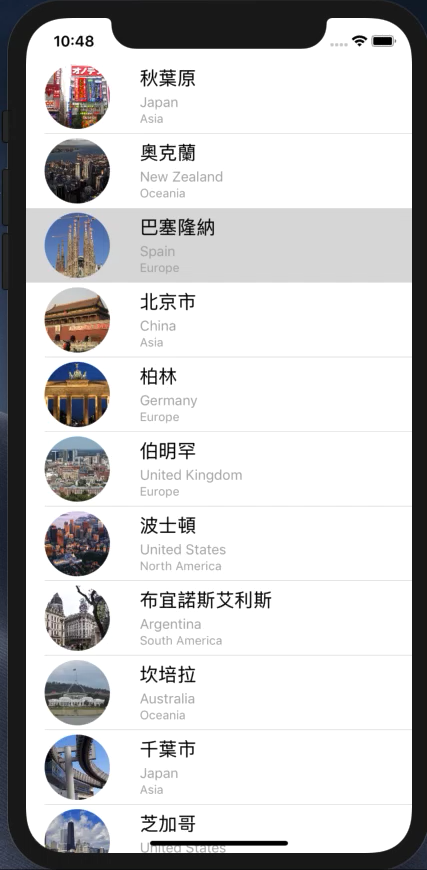 10:48
秋葉原
Japan
Asia
奧克蘭
New Zealand
Oceania
巴塞隆納
Spain
Europe
北京市
China
Asia
柏林
Germany
Europe
伯明罕
United Kingdom
Europe
波士頓
United States
North America
布宜諾斯艾利斯
Argentina
South America
坎培拉
Australia
Oceania
千葉市
Japan
Asia
芝加哥
United States